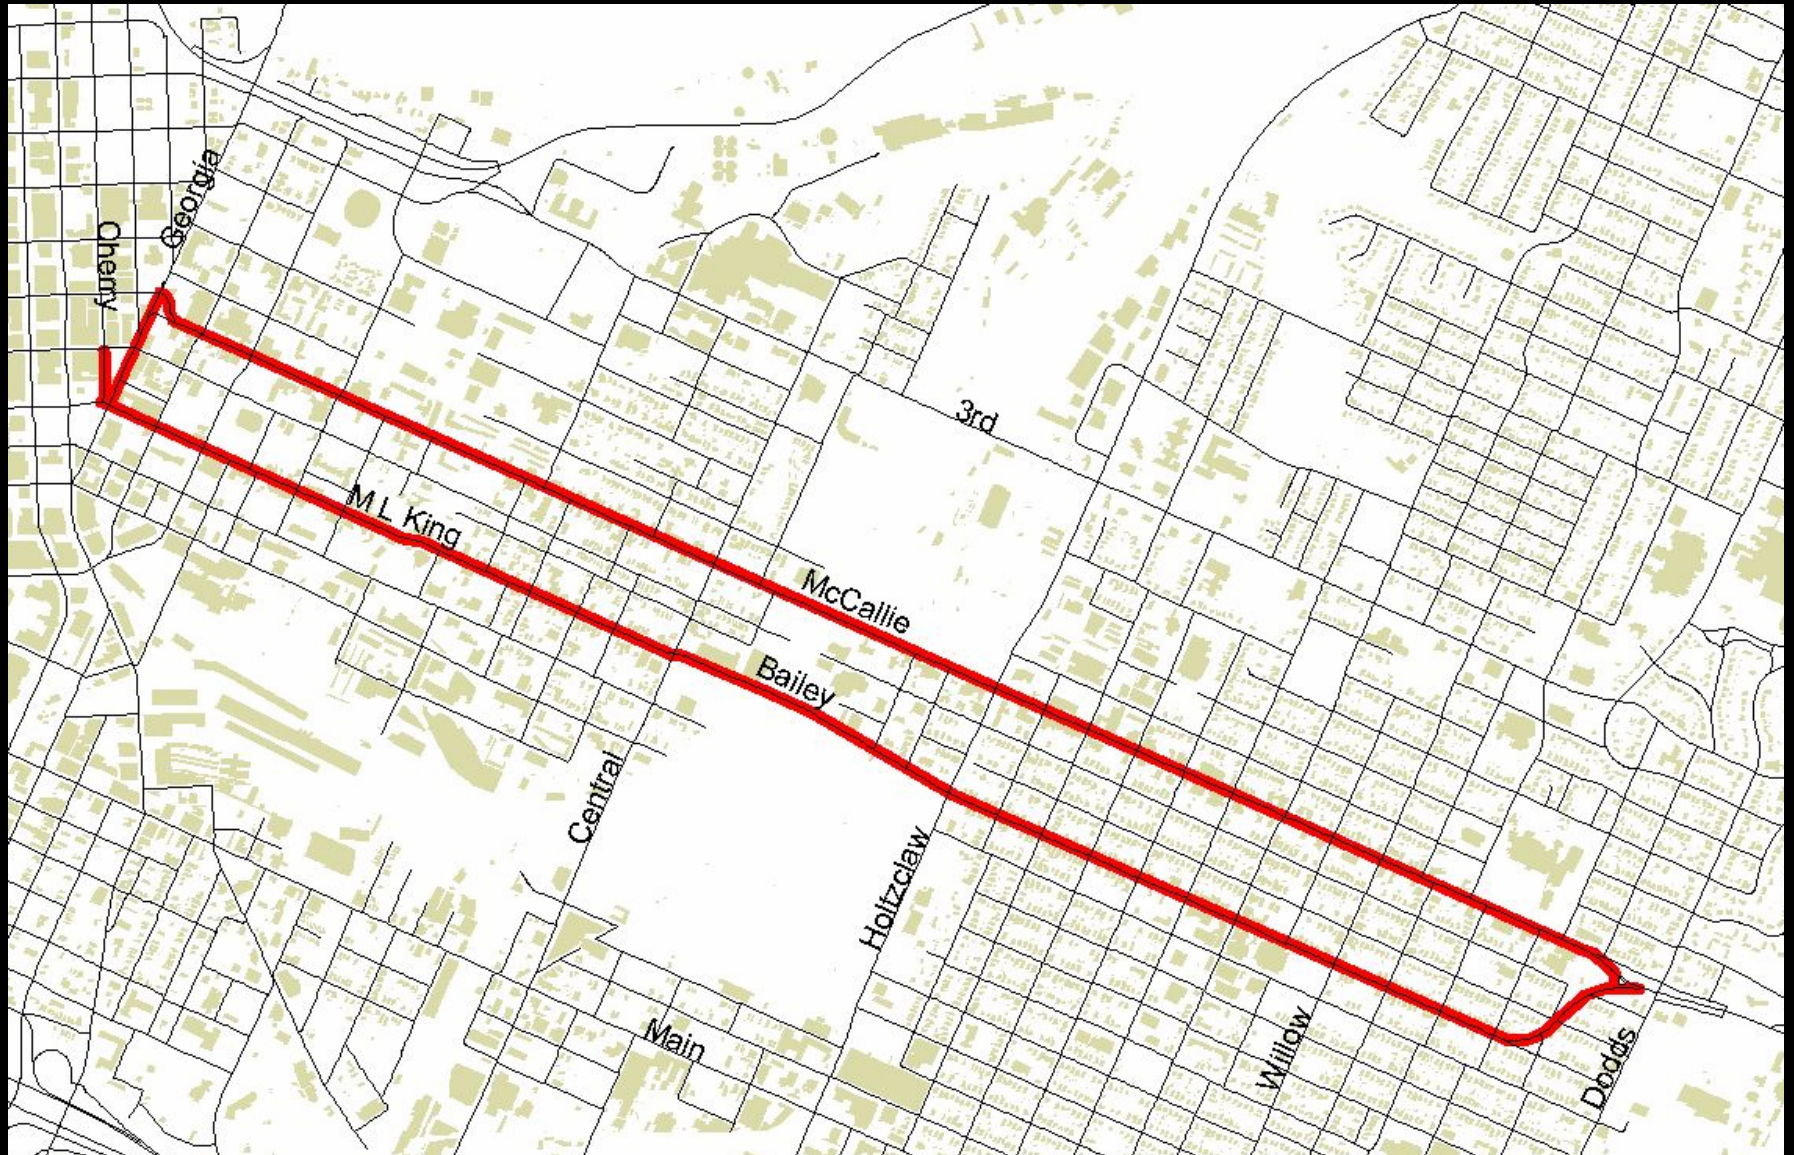 Georgia
Cherry
3rd
M L King
McCallie
Bailey
Central
Holtzclaw
Main
Willow
Dodds